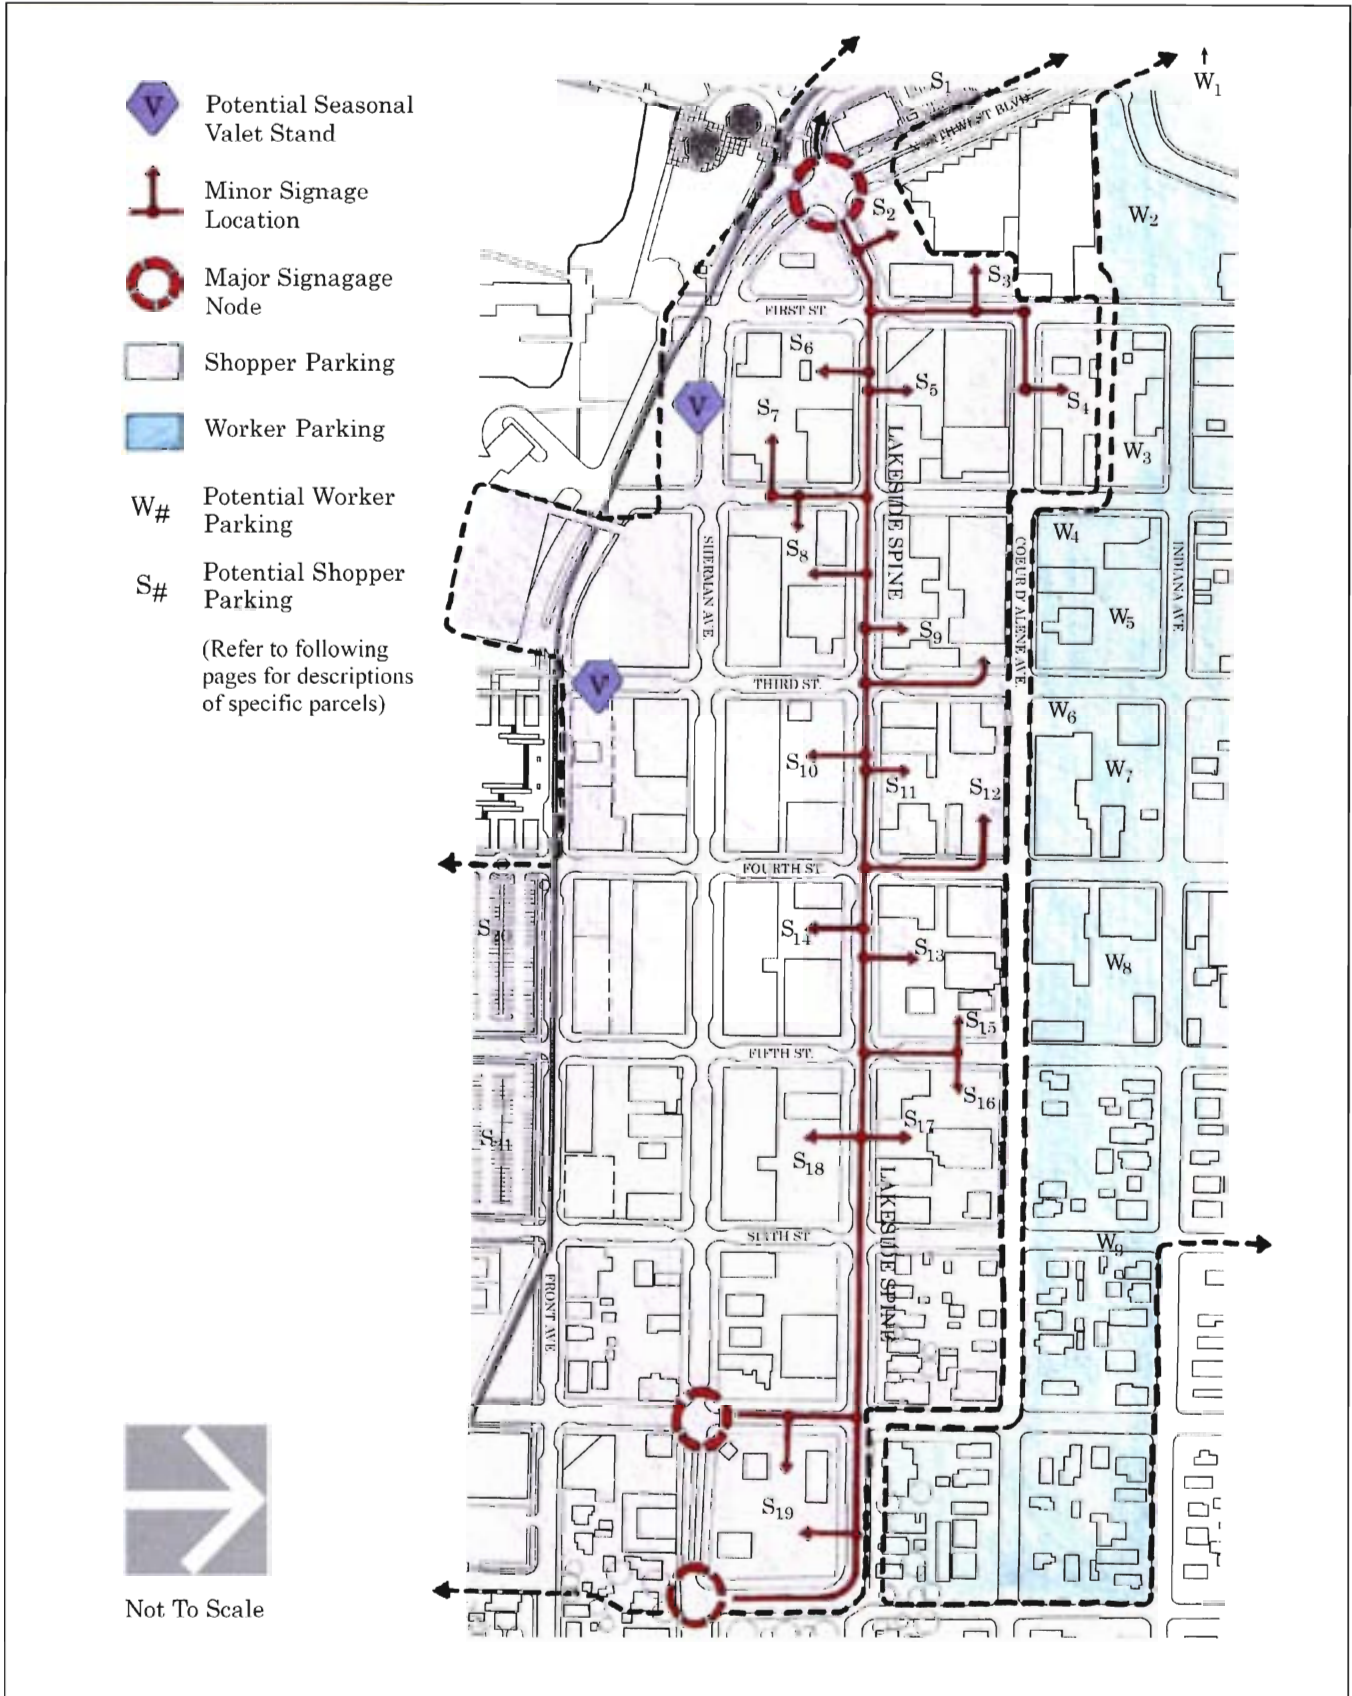 V
Potential Seasonal
Valet Stand
Minor Signage
Location
Major Signagage
Node
Shopper Parking
Worker Parking
W#
Potential Worker
Parking
S#
Potential Shopper
Parking
(Refer to following
pages for descriptions
of specific parcels)
Not To Scale
S1
W1
NORTHWEST BLVD.
W2
S2
S3
FIRST ST.
S6
S5
S4
V
S7
W3
LAKESIDE SPINE
S8
W4
SHERMAN AVE.
COEUR D'ALENE AVE.
INDIANA AVE.
W5
S9
V
THIRD ST.
W6
S10
S11
S12
W7
FOURTH ST
S20
S14
S13
W8
S15
FIFTH ST.
S16
S17
S18
LAKESIDE SPINE
SIXTH ST
W9
FRONT AVE
S19